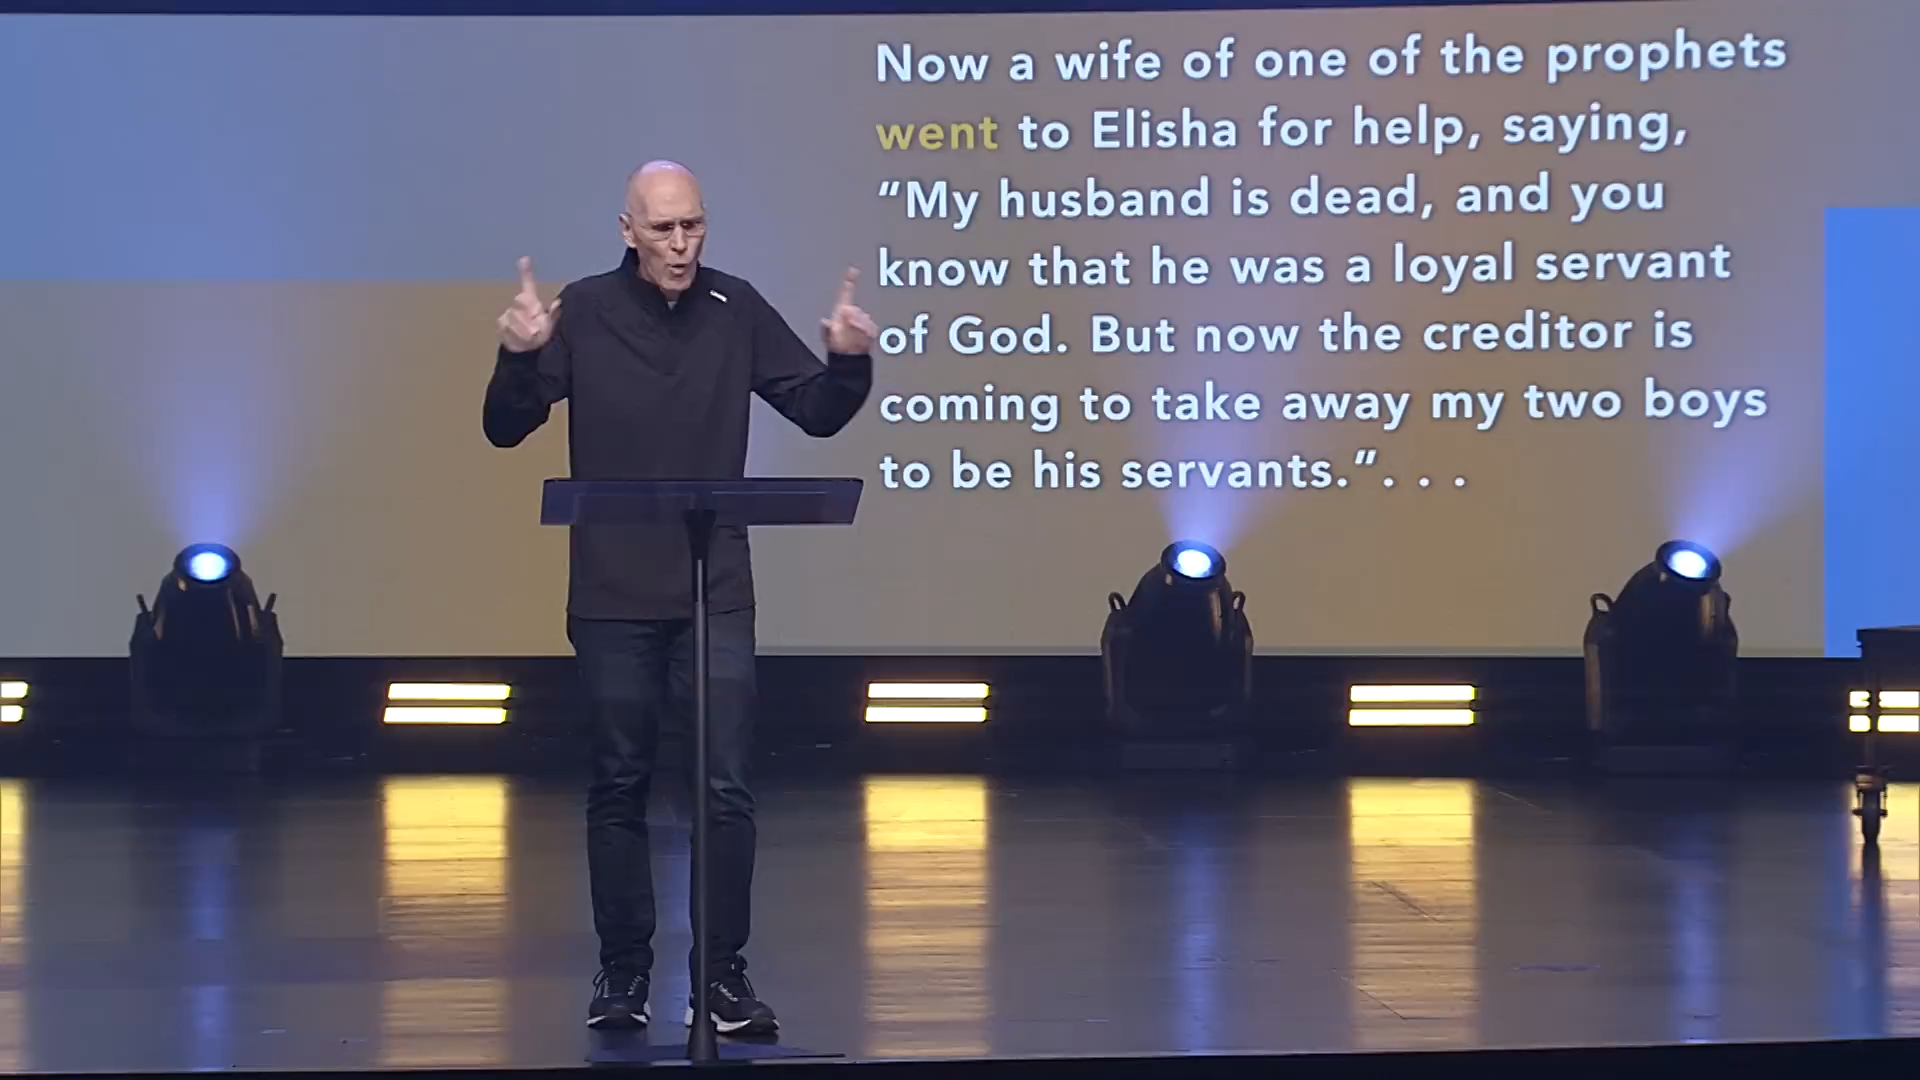 Now a wife of one of the prophets
went to Elisha for help, saying,
“My husband is dead, and you
know that he was a loyal servant
of God. But now the creditor is
coming to take away my two boys
to be his servants.”. . .